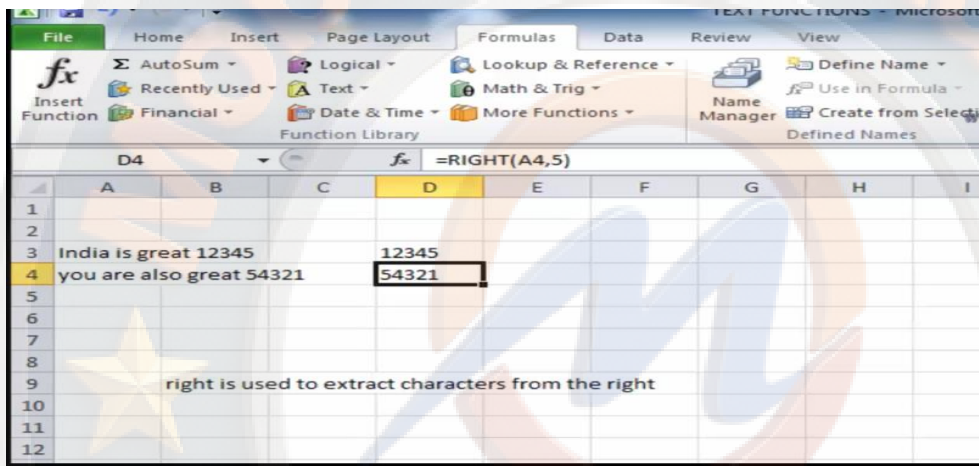 TEXT FUNCTIONS - Microsoft
File Home Insert Page Layout Formulas Data Review View
fx Σ AutoSum Logical Lookup & Reference Define Name
Insert Function Recently Used Text Math & Trig Name Manager Use in Formula
Financial Date & Time More Functions Create from Selecti
Function Library Defined Names
D4 fx =RIGHT(A4,5)
A B C D E F G H I
1
2
3 India is great 12345 12345
4 you are also great 54321 54321
5
6
7
8
9 right is used to extract characters from the right
10
11
12